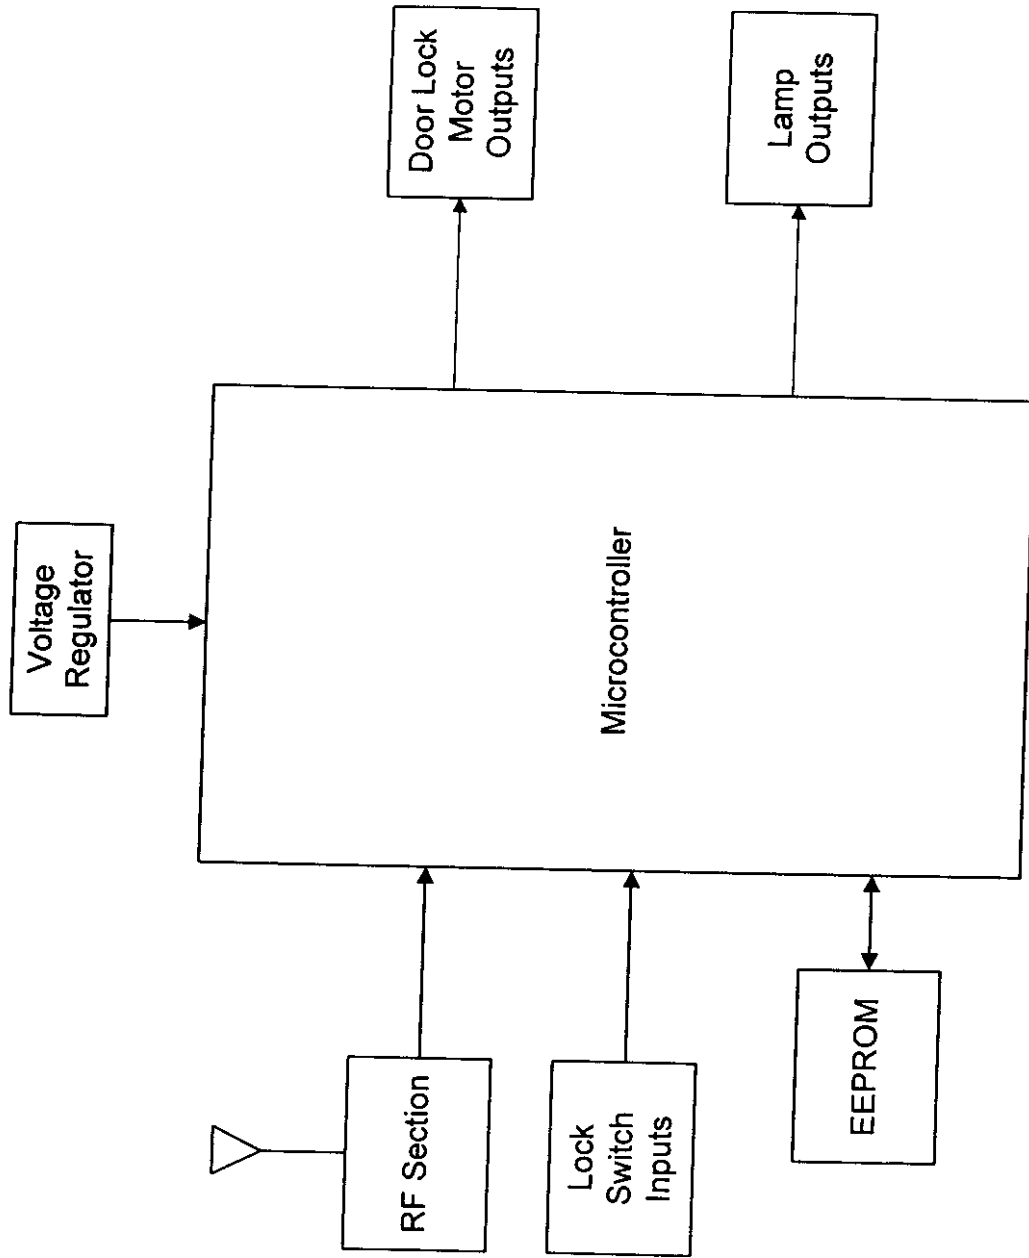 Voltage
Regulator
RF Section
Lock
Switch
Inputs
EEPROM
Microcontroller
Door Lock
Motor
Outputs
Lamp
Outputs